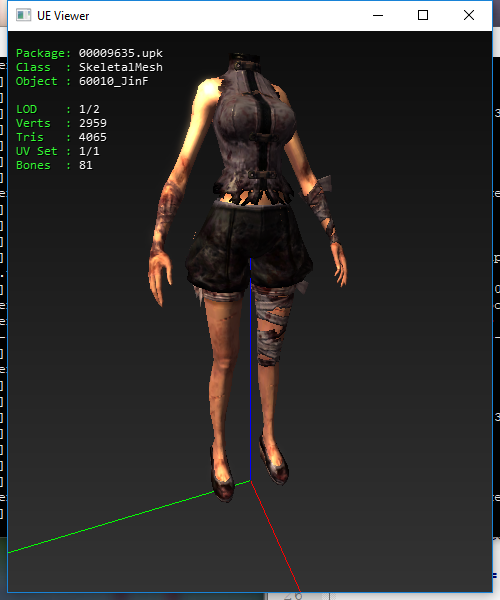 UE Viewer
Package: 00009635.upk
Class : SkeletalMesh
Object : 60010_JinF
LOD : 1/2
Verts : 2959
Tris : 4065
UV Set : 1/1
Bones : 81